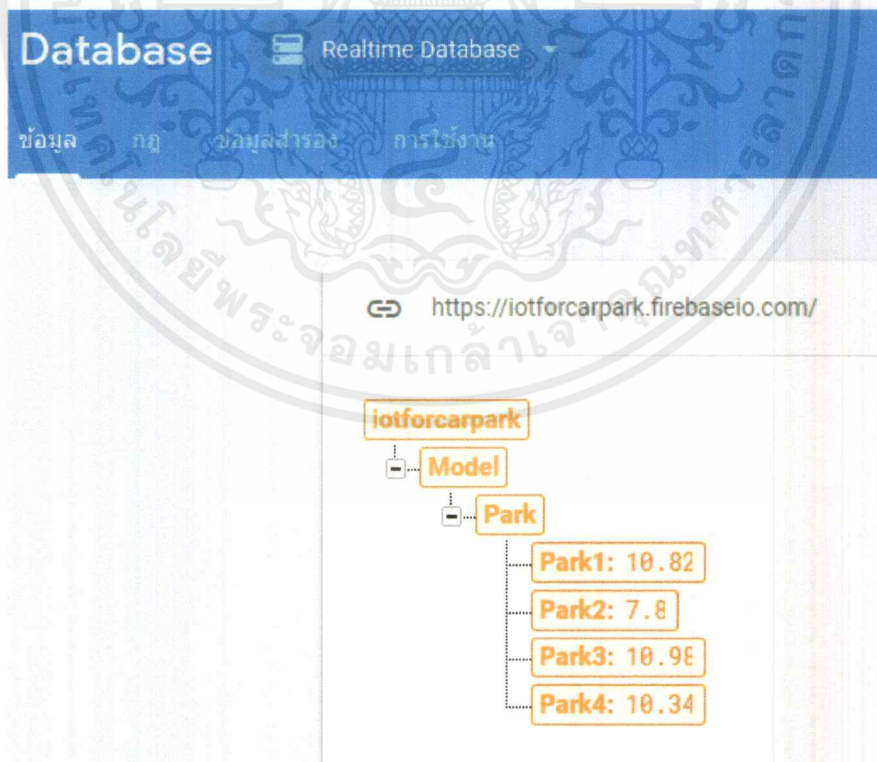 Database Realtime Database
ข้อมูล กฎ ข้อมูลสำรอง การใช้งาน
https://iotforcarpark.firebaseio.com/
iotforcarpark
Model
Park
Park1: 10.82
Park2: 7.8
Park3: 10.98
Park4: 10.34